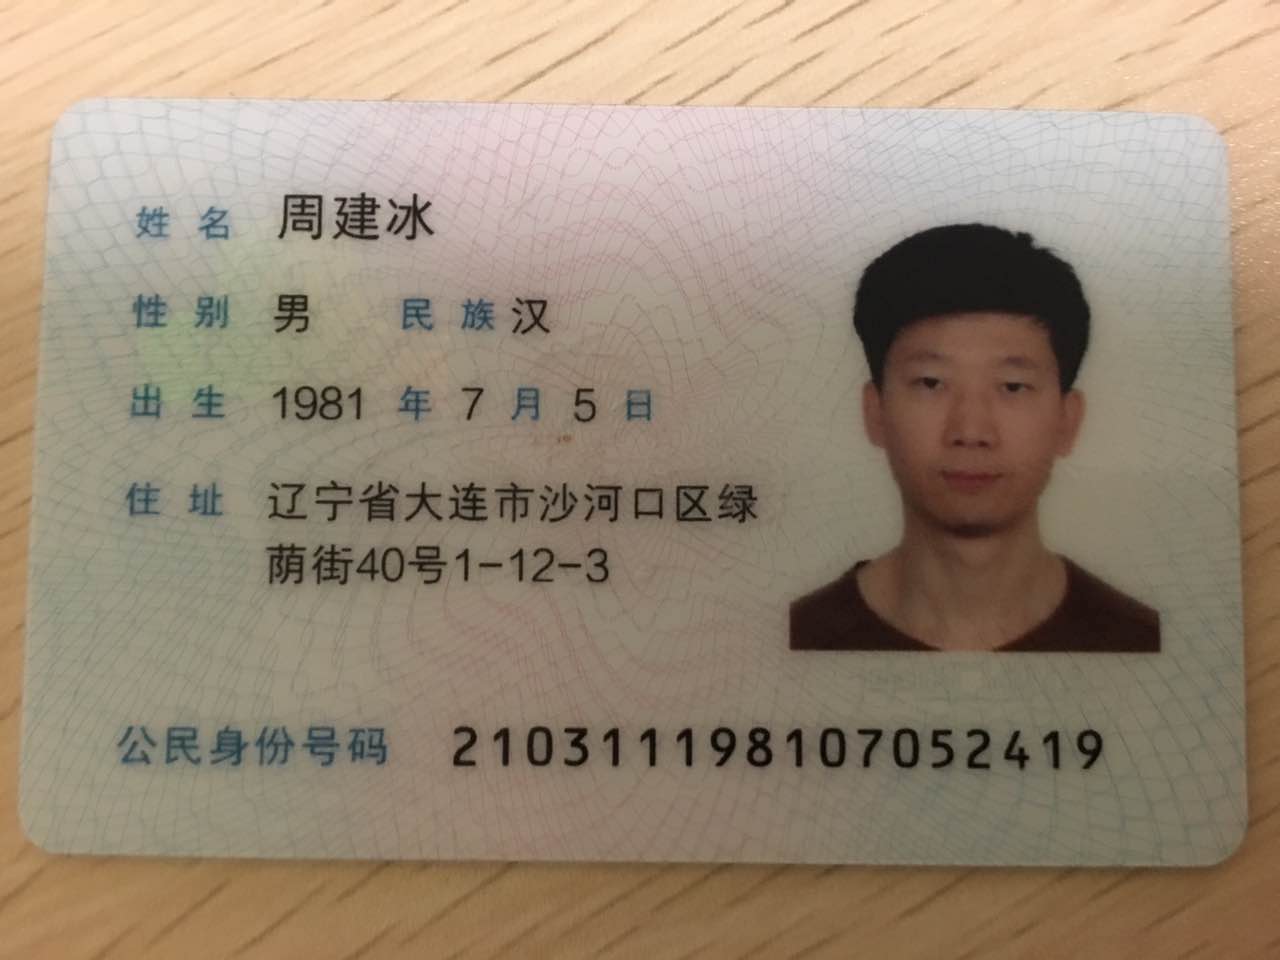 姓名 周建冰
性别 男 民族 汉
出生 1981 年 7 月 5 日
住址 辽宁省大连市沙河口区绿
荫街40号1-12-3
公民身份号码 210311198107052419